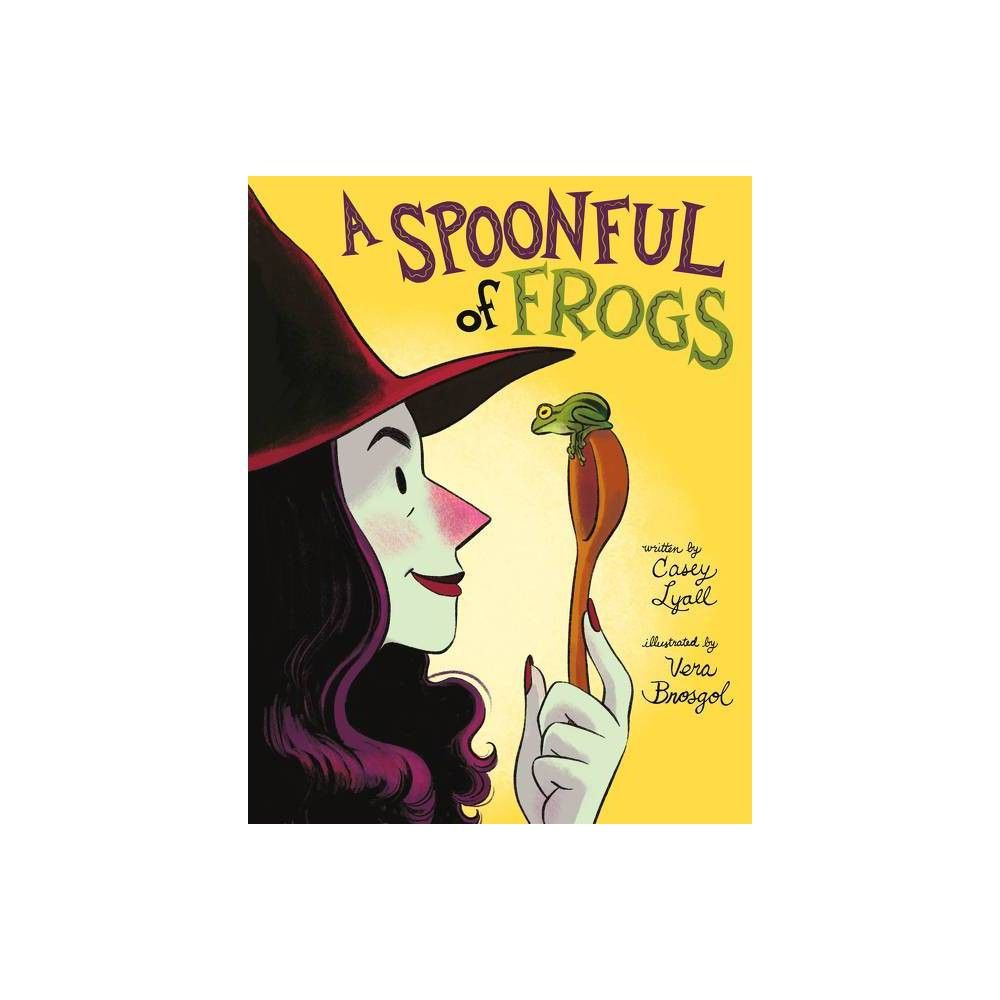 A SPOONFUL
of FROGS
written by
Casey
Lyall
illustrated by
Vera
Brosgol